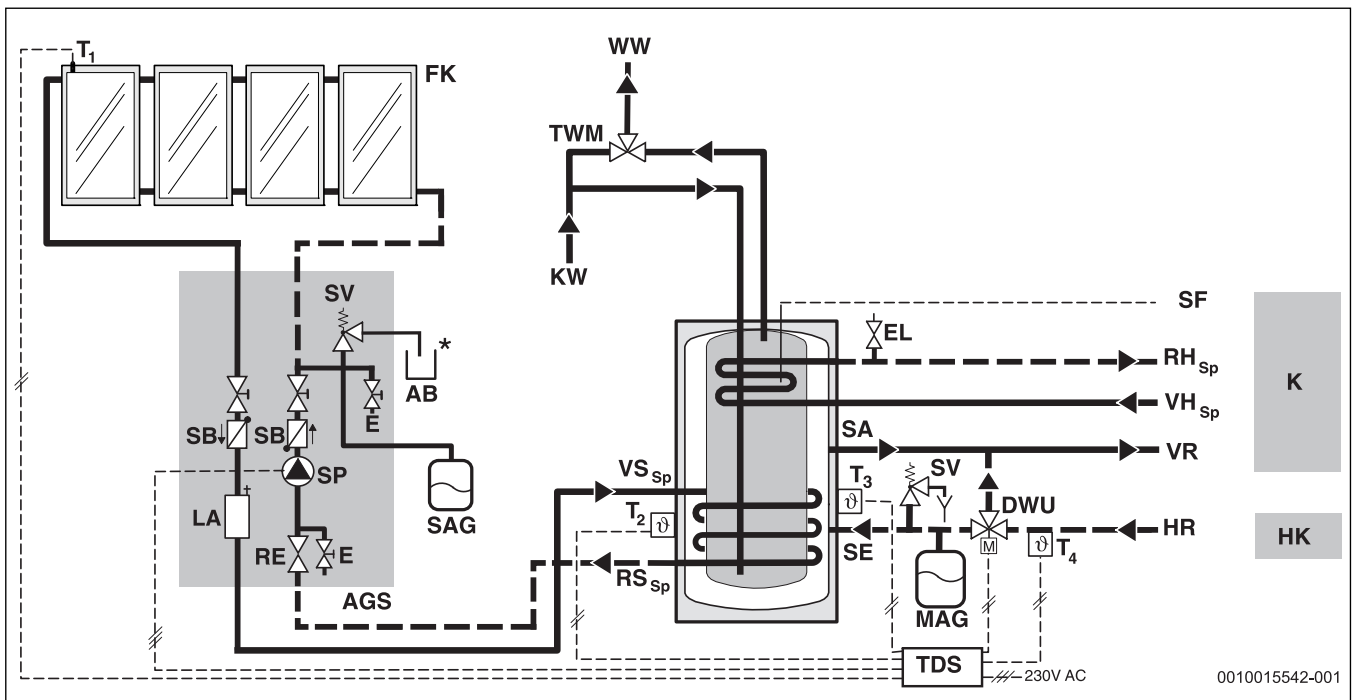 T1
FK
WW
TWM
KW
SV
AB
*
E
SB
SB
SP
LA
SAG
RE
E
AGS
SF
EL
RHSp
VHSp
K
SA
VR
VSSp
T3
SV
T2
ϑ
ϑ
DWU
HR
SE
M
ϑ
T4
HK
RSSp
MAG
TDS
230V AC
0010015542-001